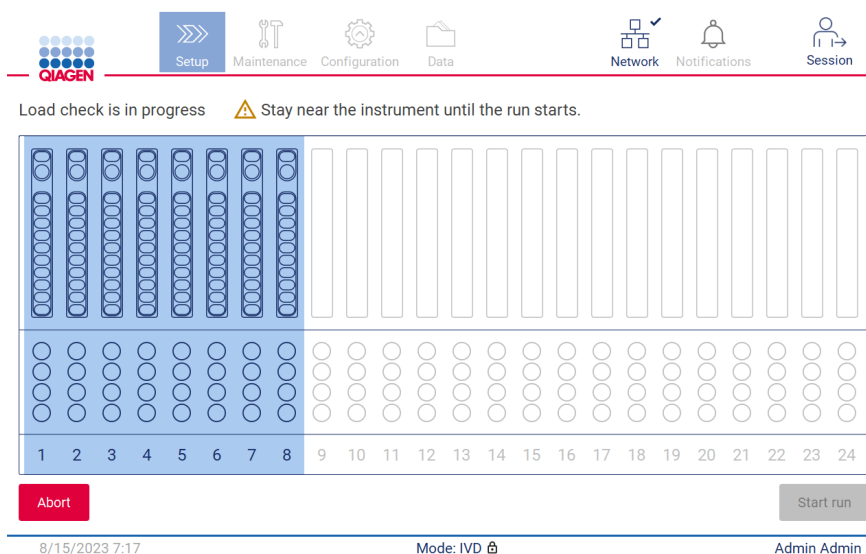 QIAGEN
Setup Maintenance Configuration Data Network Notifications Session
Load check is in progress Stay near the instrument until the run starts.
1 2 3 4 5 6 7 8 9 10 11 12 13 14 15 16 17 18 19 20 21 22 23 24
Abort Start run
8/15/2023 7:17 Mode: IVD Admin Admin